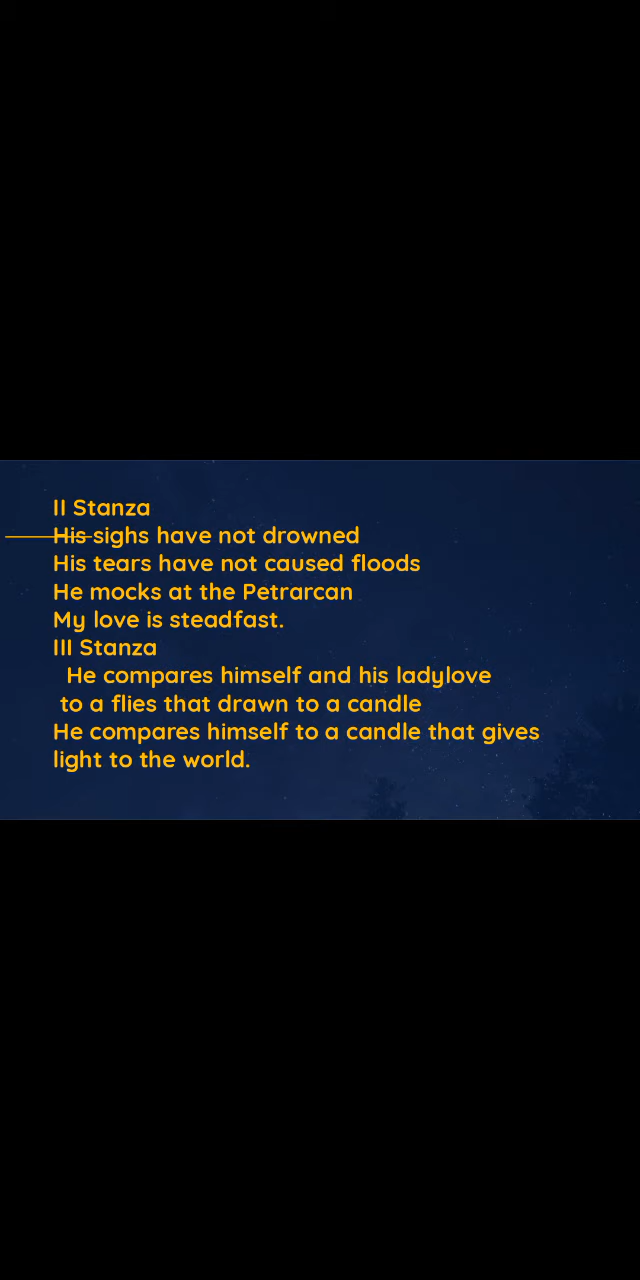 II Stanza
His sighs have not drowned
His tears have not caused floods
He mocks at the Petrarcan
My love is steadfast.
III Stanza
He compares himself and his ladylove
to a flies that drawn to a candle
He compares himself to a candle that gives
light to the world.